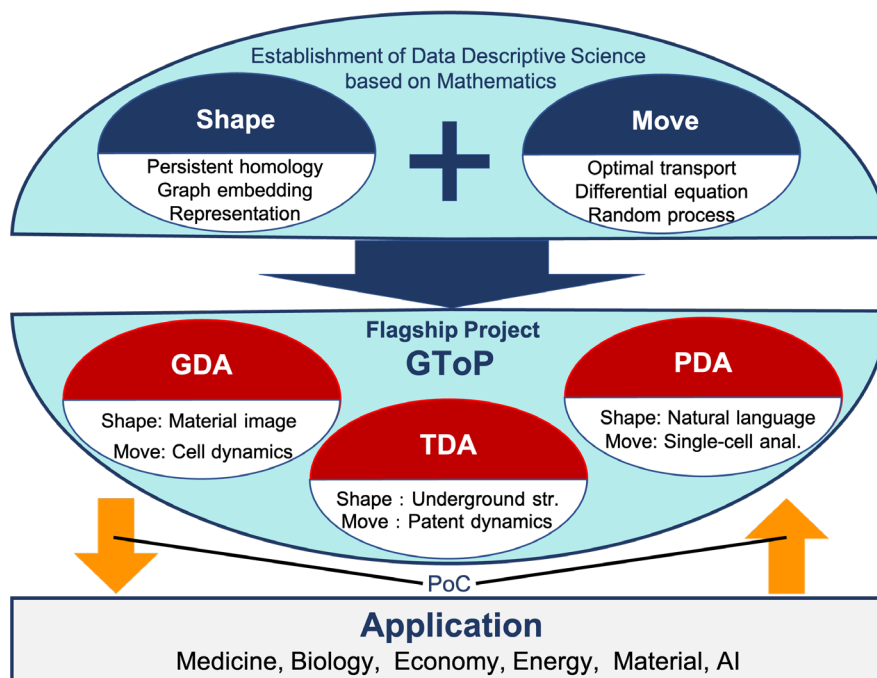 Establishment of Data Descriptive Science
based on Mathematics
Shape
Persistent homology
Graph embedding
Representation
Move
Optimal transport
Differential equation
Random process
Flagship Project
GToP
GDA
Shape: Material image
Move: Cell dynamics
TDA
Shape : Underground str.
Move : Patent dynamics
PDA
Shape: Natural language
Move: Single-cell anal.
PoC
Application
Medicine, Biology, Economy, Energy, Material, AI